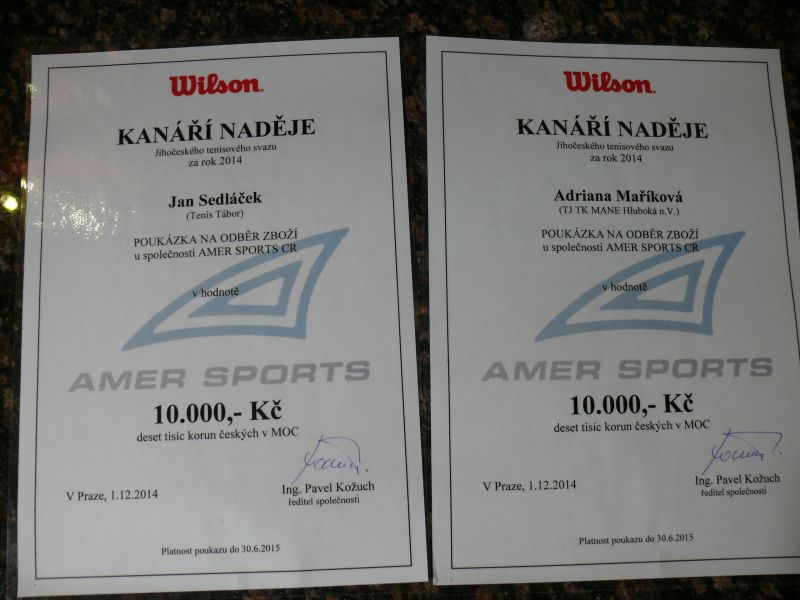 Wilson.
KANÁŘÍ NADĚJE
Jihočeského tenisového svazu
za rok 2014
Jan Sedláček
(Tenis Tábor)
POUKÁZKA NA ODBĚR ZBOŽÍ
u společnosti AMER SPORTS CR
v hodnotě
AMER SPORTS
10.000,- Kč
deset tisíc korun českých v MOC
V Praze, 1.12.2014
Ing. Pavel Kožuch
ředitel společnosti
Platnost poukazu do 30.6.2015
Wilson.
KANÁŘÍ NADĚJE
Jihočeského tenisového svazu
za rok 2014
Adriana Maříková
(TJ TK MANE Hluboká n.V.)
POUKÁZKA NA ODBĚR ZBOŽÍ
u společnosti AMER SPORTS CR
v hodnotě
AMER SPORTS
10.000,- Kč
deset tisíc korun českých v MOC
V Praze, 1.12.2014
Ing. Pavel Kožuch
ředitel společnosti
Platnost poukazu do 30.6.2015